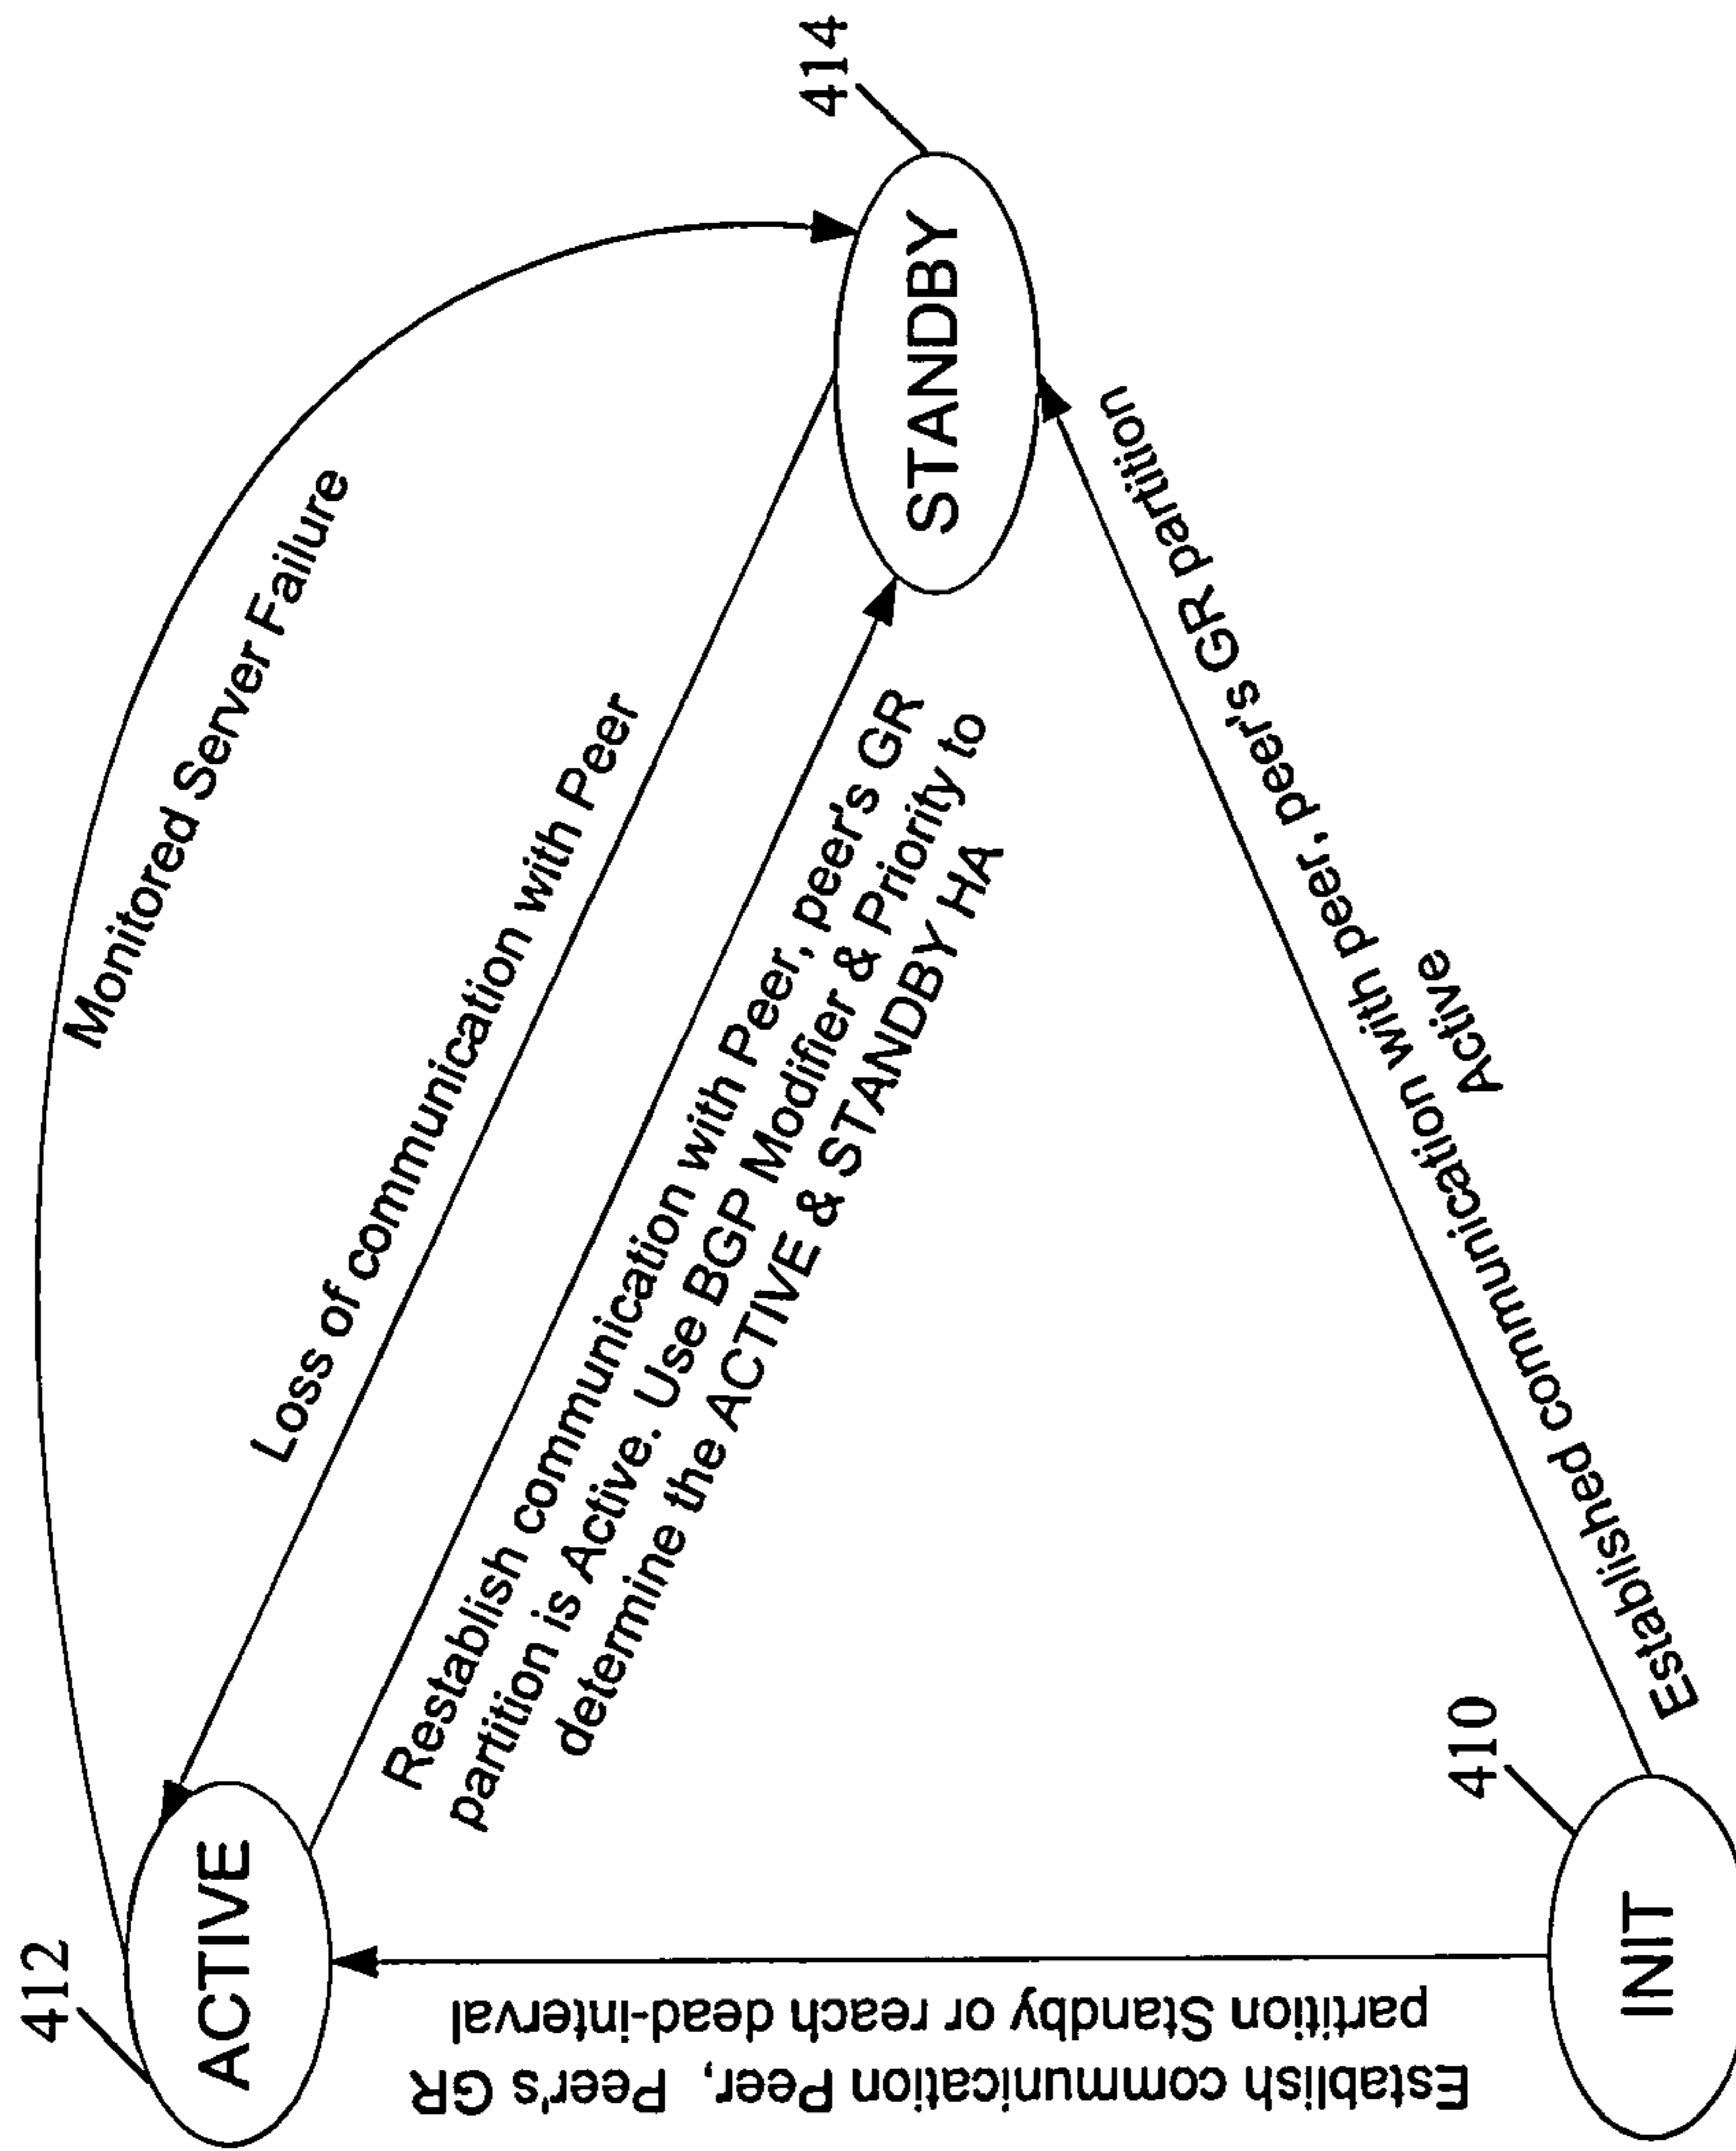 412
ACTIVE
Monitored Server Failure
Loss of communication with Peer
Restablish communication with Peer; peer's GR
partition is Active. Use BGP Modifier & Priority to
determine the ACTIVE & STANDBY HA
414
STANDBY
Establish communication Peer, Peer's GR
partition Standby or reach dead-interval
410
INIT
Established communication with peer, peer's GR partition
Active